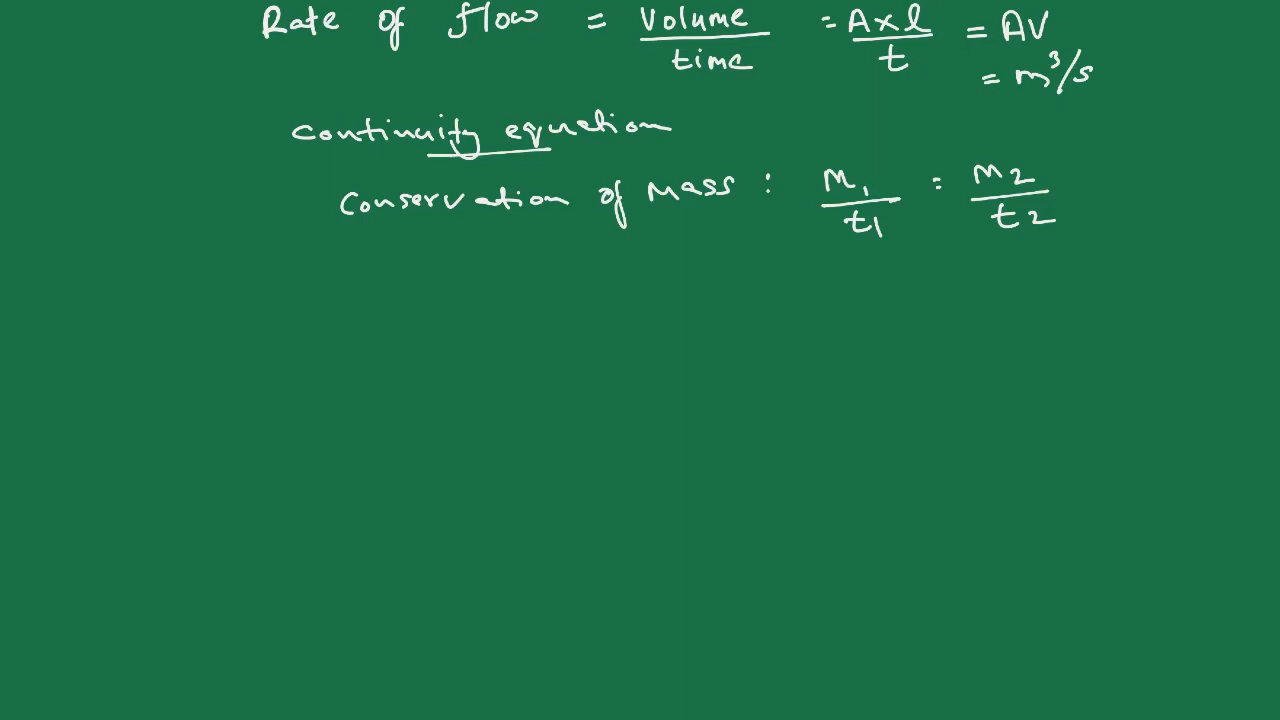 Rate of flow = Volume/time = A×l/t = AV
= m³/s
Continuity equation
Conservation of Mass : M₁/t₁ = M₂/t₂